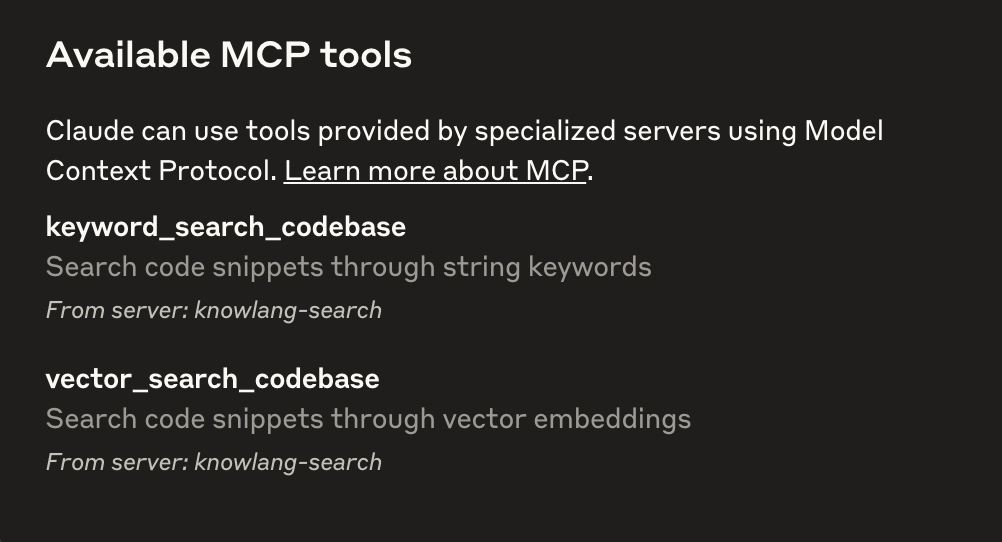 Available MCP tools
Claude can use tools provided by specialized servers using Model
Context Protocol. Learn more about MCP.
keyword_search_codebase
Search code snippets through string keywords
From server: knowlang-search
vector_search_codebase
Search code snippets through vector embeddings
From server: knowlang-search